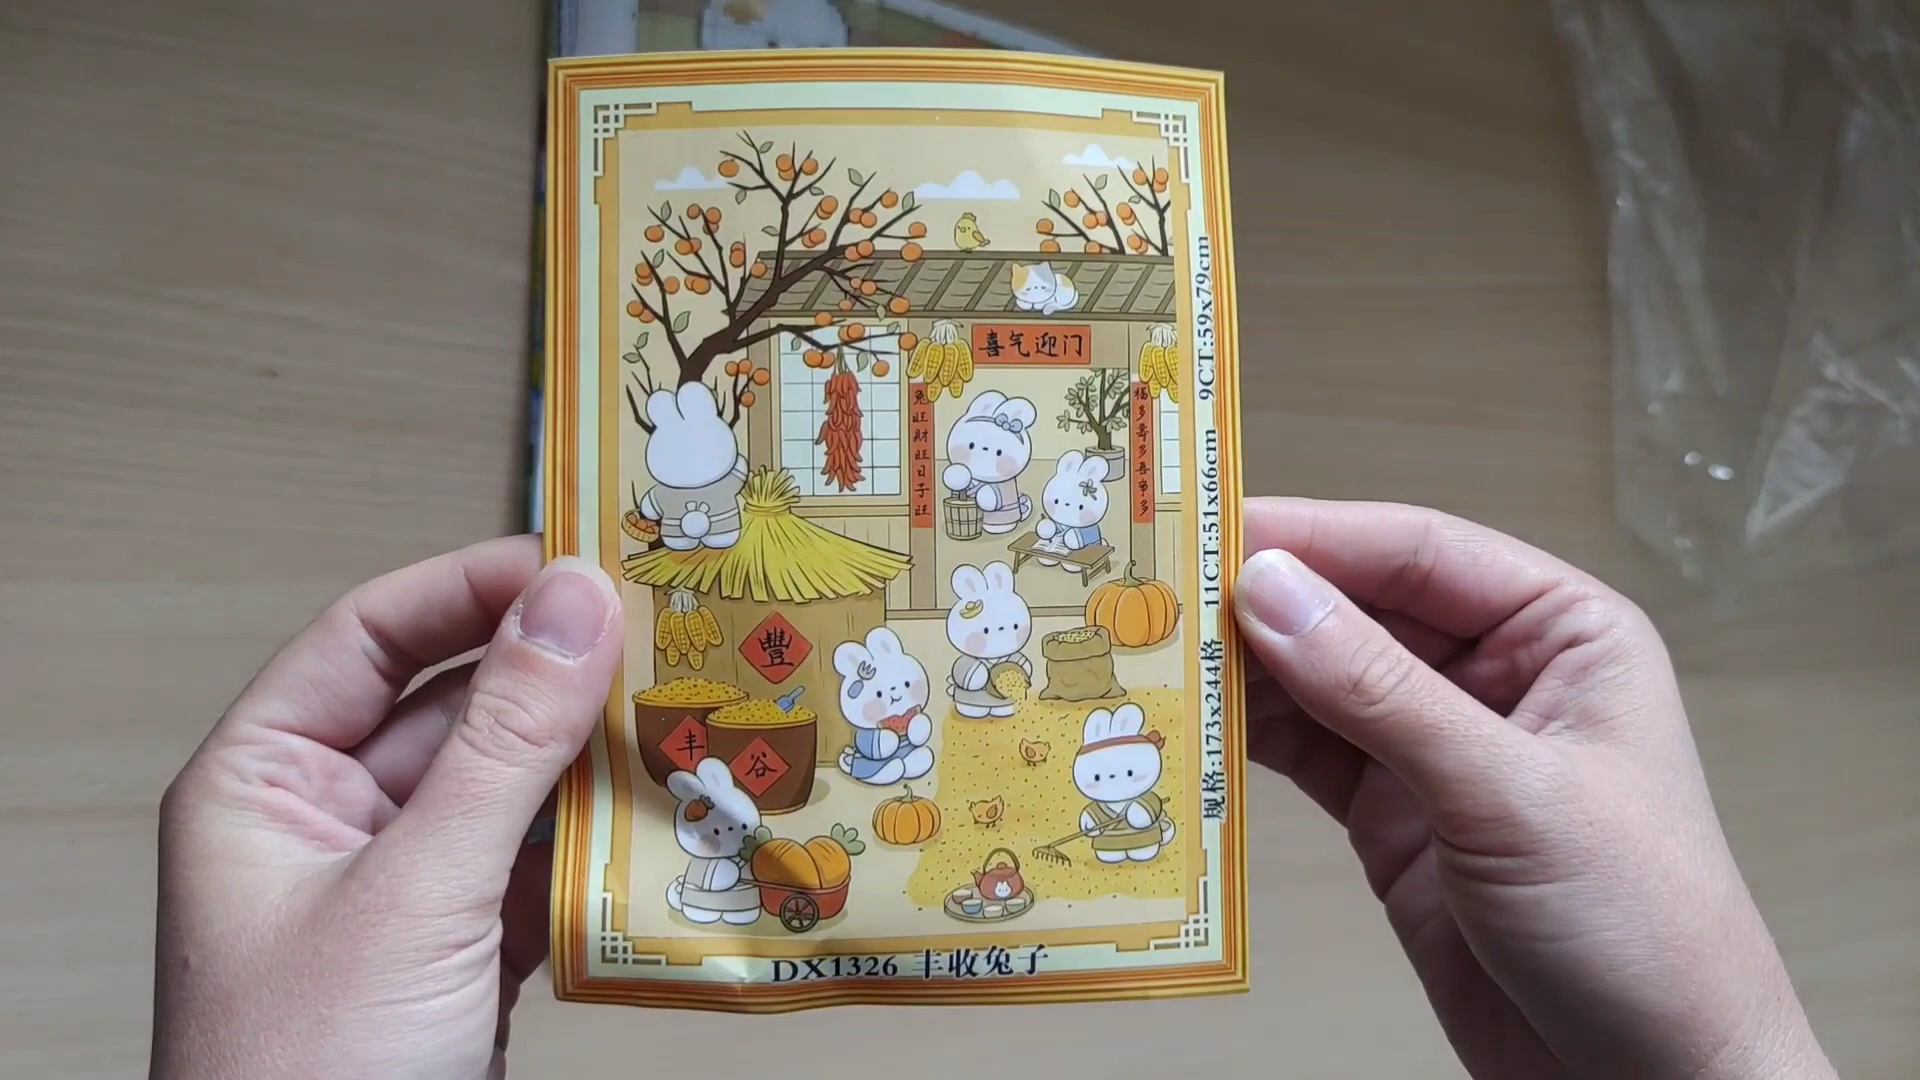 喜气迎门
兔旺财旺日子旺
福多寿多喜事多
豐
丰
谷
规格:173x244格 11CT:51x66cm 9CT:59x79cm
DX1326 丰收兔子